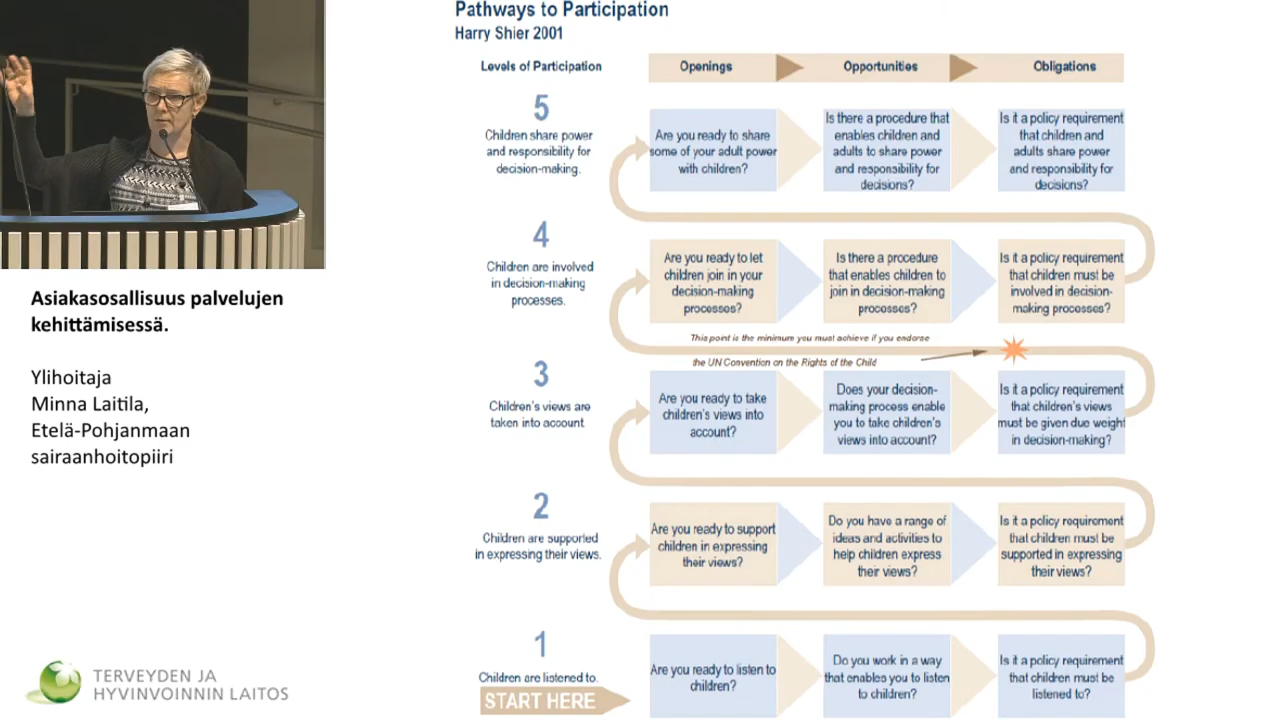 Pathways to Participation
Harry Shier 2001
Levels of Participation
Openings
Opportunities
Obligations
5
Children share power
and responsibility for
decision-making.
Are you ready to share
some of your adult power
with children?
Is there a procedure that
enables children and
adults to share power
and responsibility for
decisions?
Is it a policy requirement
that children and
adults share power
and responsibility for
decisions?
4
Children are involved
in decision-making
processes.
Are you ready to let
children join in your
decision-making
processes?
Is there a procedure
that enables children to
join in decision-making
processes?
Is it a policy requirement
that children must be
involved in decision-
making processes?
This point is the minimum you must achieve if you endorse
the UN Convention on the Rights of the Child
3
Children's views are
taken into account.
Are you ready to take
children's views into
account?
Does your decision-
making process enable
you to take children's
views into account?
Is it a policy requirement
that children's views
must be given due weight
in decision-making?
2
Children are supported
in expressing their views.
Are you ready to support
children in expressing
their views?
Do you have a range of
ideas and activities to
help children express
their views?
Is it a policy requirement
that children must be
supported in expressing
their views?
1
Children are listened to.
START HERE
Are you ready to listen to
children?
Do you work in a way
that enables you to listen
to children?
Is it a policy requirement
that children must be
listened to?
Asiakasosallisuus palvelujen
kehittämisessä.
Ylihoitaja
Minna Laitila,
Etelä-Pohjanmaan
sairaanhoitopiiri
TERVEYDEN JA
HYVINVOINNIN LAITOS